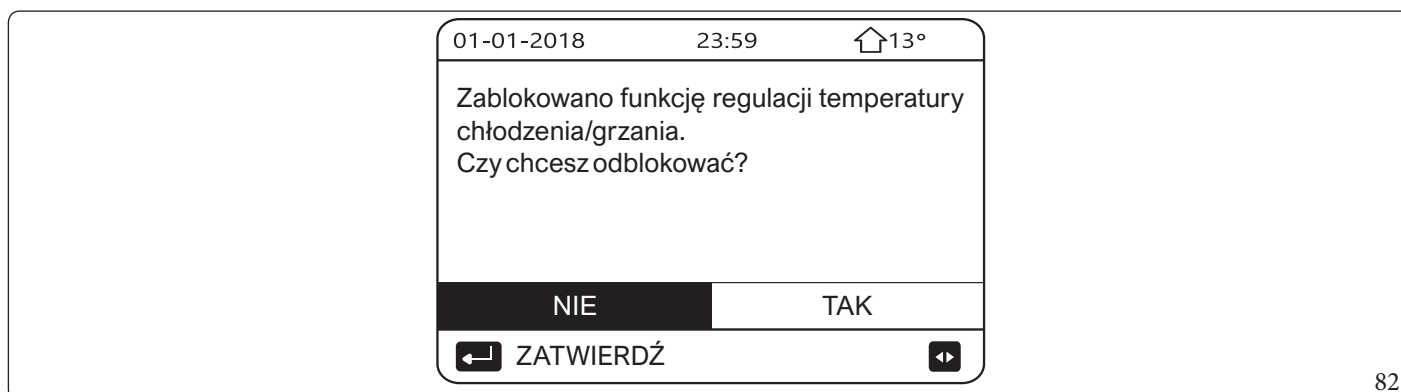 01-01-2018 23:59 13°
Zablokowano funkcję regulacji temperatury
chłodzenia/grzania.
Czy chcesz odblokować?
NIE TAK
ZATWIERDŹ
82